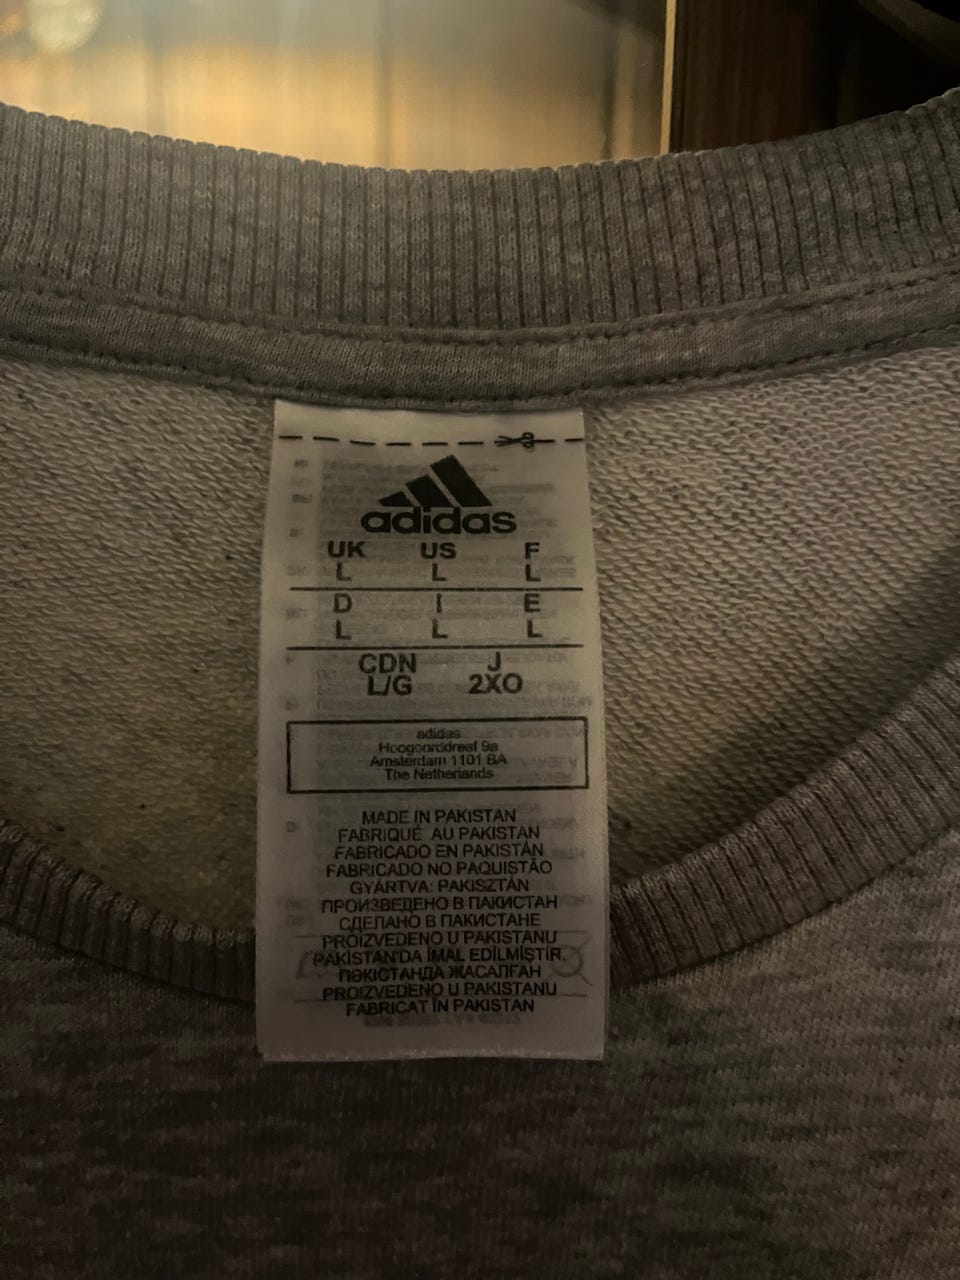 adidas
UK US F
L L L
D I E
L L L
CDN J
L/G 2XO
adidas
Hoogoorddreef 9a
Amsterdam 1101 BA
The Netherlands
MADE IN PAKISTAN
FABRIQUÉ AU PAKISTAN
FABRICADO EN PAKISTÁN
FABRICADO NO PAQUISTÃO
GYÁRTVA: PAKISZTÁN
ПРОИЗВЕДЕНО В ПАКИСТАН
СДЕЛАНО В ПАКИСТАНЕ
PROIZVEDENO U PAKISTANU
PAKİSTAN'DA İMAL EDİLMİŞTİR.
ПӘКІСТАНДА ЖАСАЛҒАН
PROIZVEDENO U PAKISTANU
FABRICAT ÎN PAKISTAN